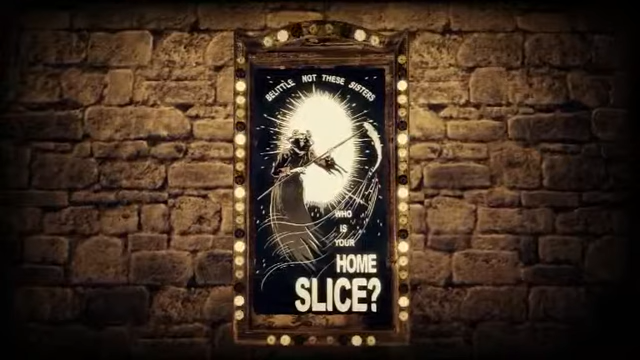 BELITTLE NOT THESE SISTERS
WHO
IS
YOUR
HOME
SLICE?